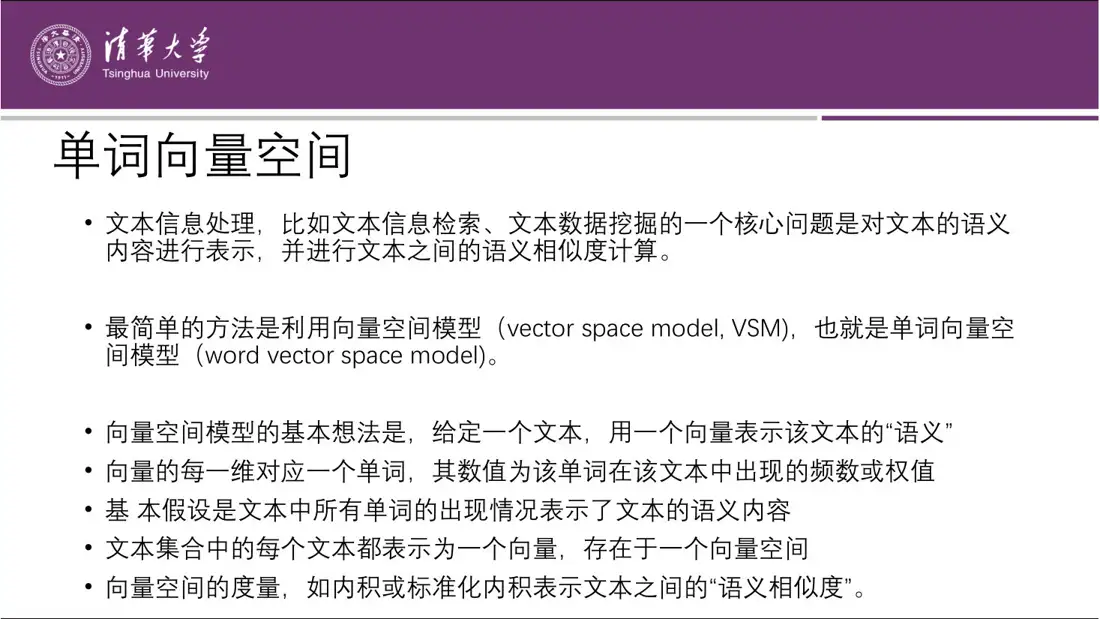 清华大学
Tsinghua University
单词向量空间
• 文本信息处理，比如文本信息检索、文本数据挖掘的一个核心问题是对文本的语义
内容进行表示，并进行文本之间的语义相似度计算。
• 最简单的方法是利用向量空间模型（vector space model, VSM)，也就是单词向量空
间模型（word vector space model)。
• 向量空间模型的基本想法是，给定一个文本，用一个向量表示该文本的“语义”
• 向量的每一维对应一个单词，其数值为该单词在该文本中出现的频数或权值
• 基 本假设是文本中所有单词的出现情况表示了文本的语义内容
• 文本集合中的每个文本都表示为一个向量，存在于一个向量空间
• 向量空间的度量，如内积或标准化内积表示文本之间的“语义相似度”。